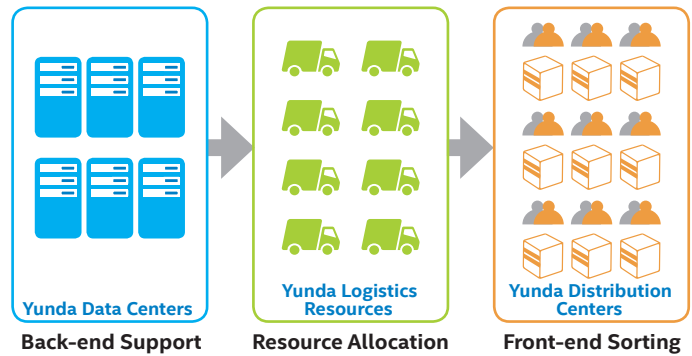 Yunda Data Centers
Back-end Support
Yunda Logistics
Resources
Resource Allocation
Yunda Distribution
Centers
Front-end Sorting